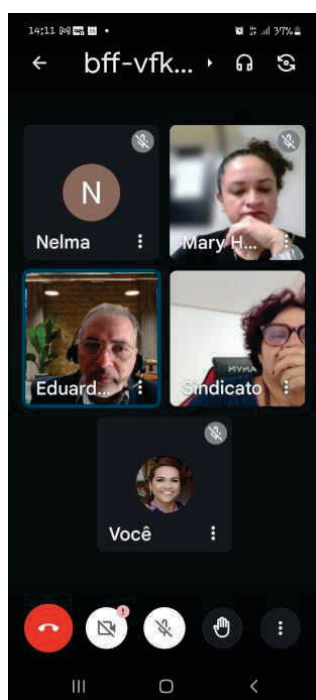 14:11 37%
bff-vfk...
N
Nelma
Mary H...
Eduard...
Sindicato
Você
!